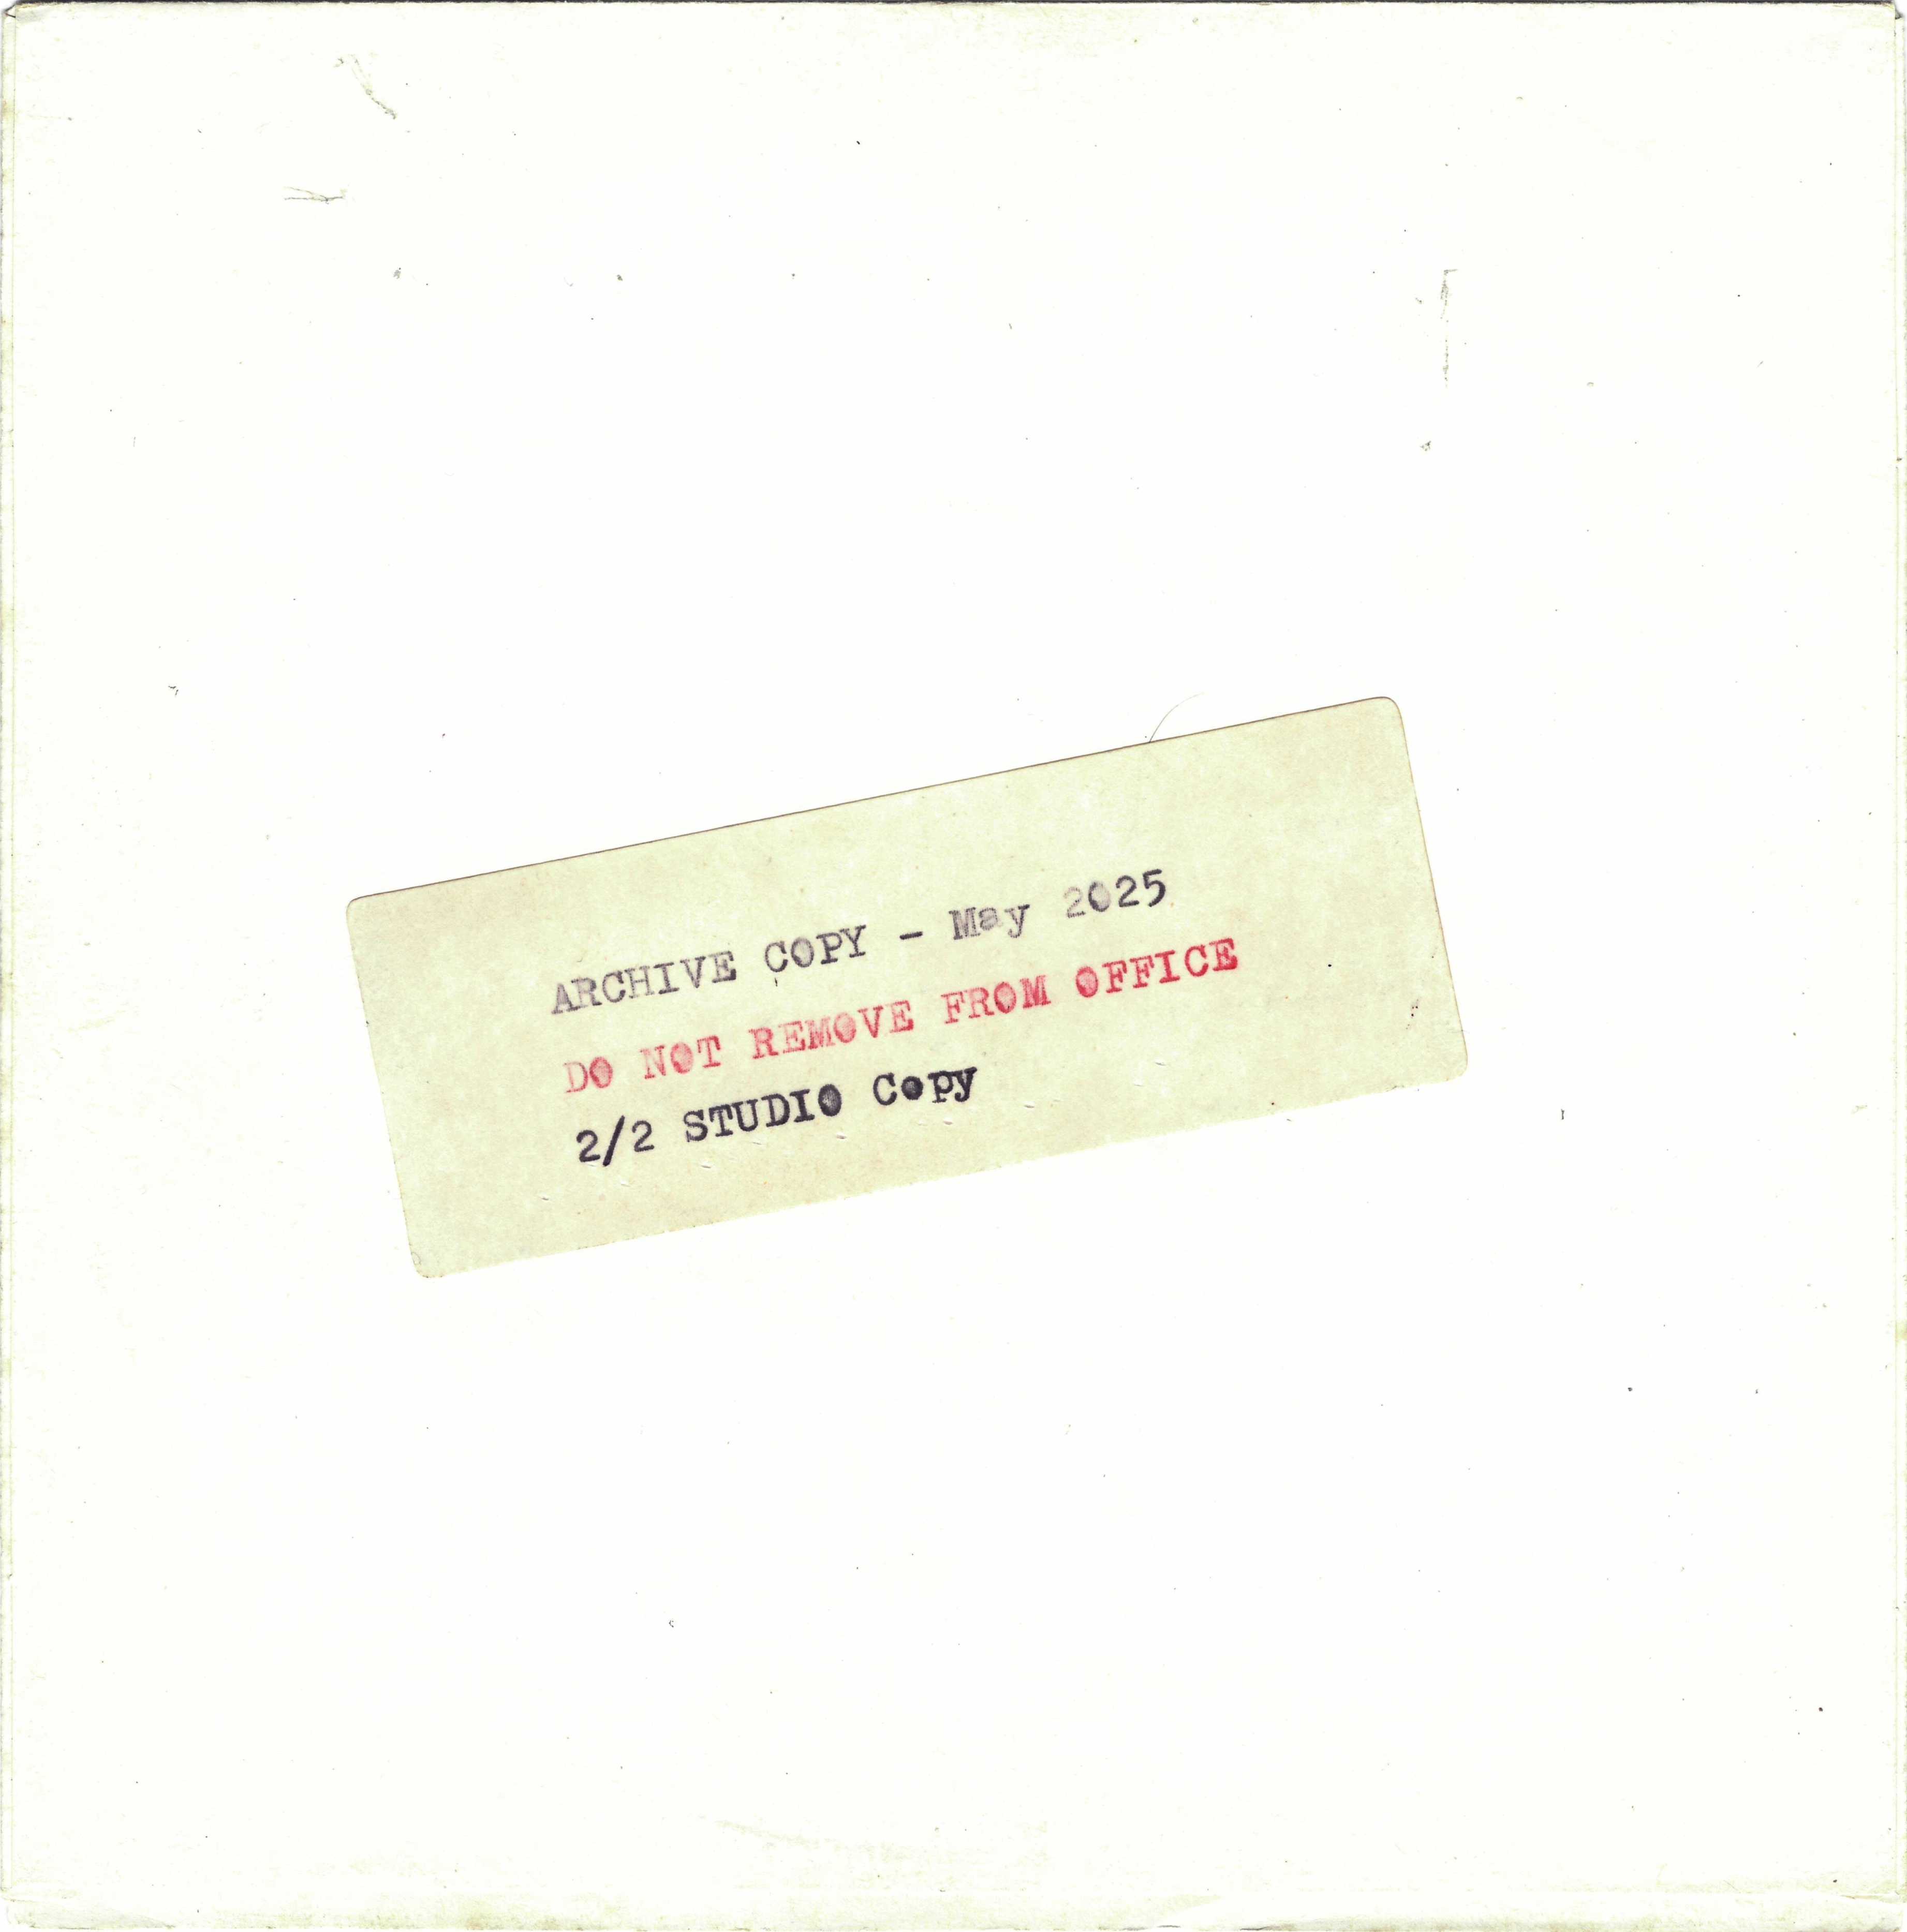 ARCHIVE COPY - May 2025
DO NOT REMOVE FROM OFFICE
2/2 STUDIO Copy